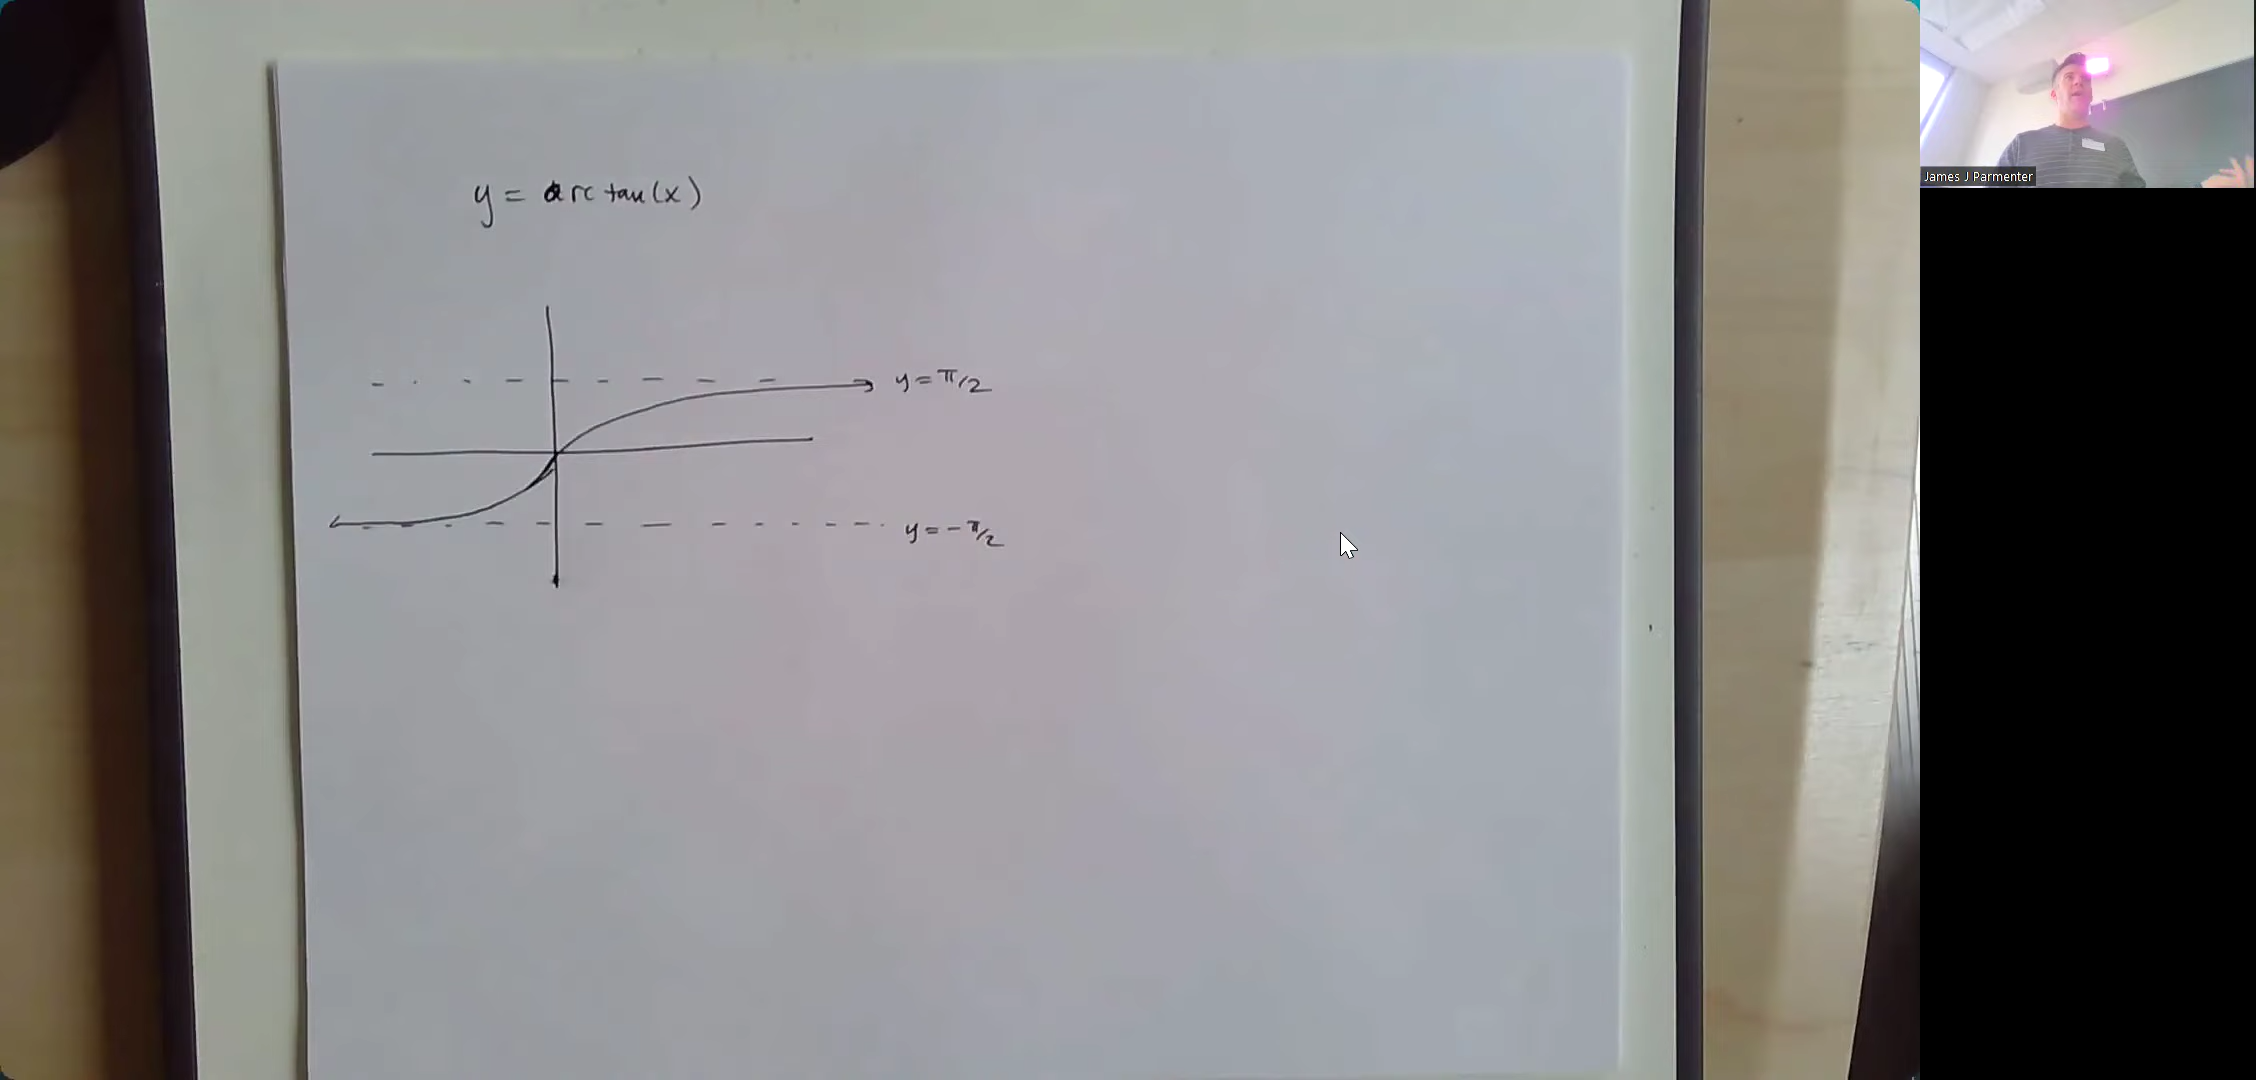 y = arctan(x)
y = π/2
y = -π/2
James J Parmenter